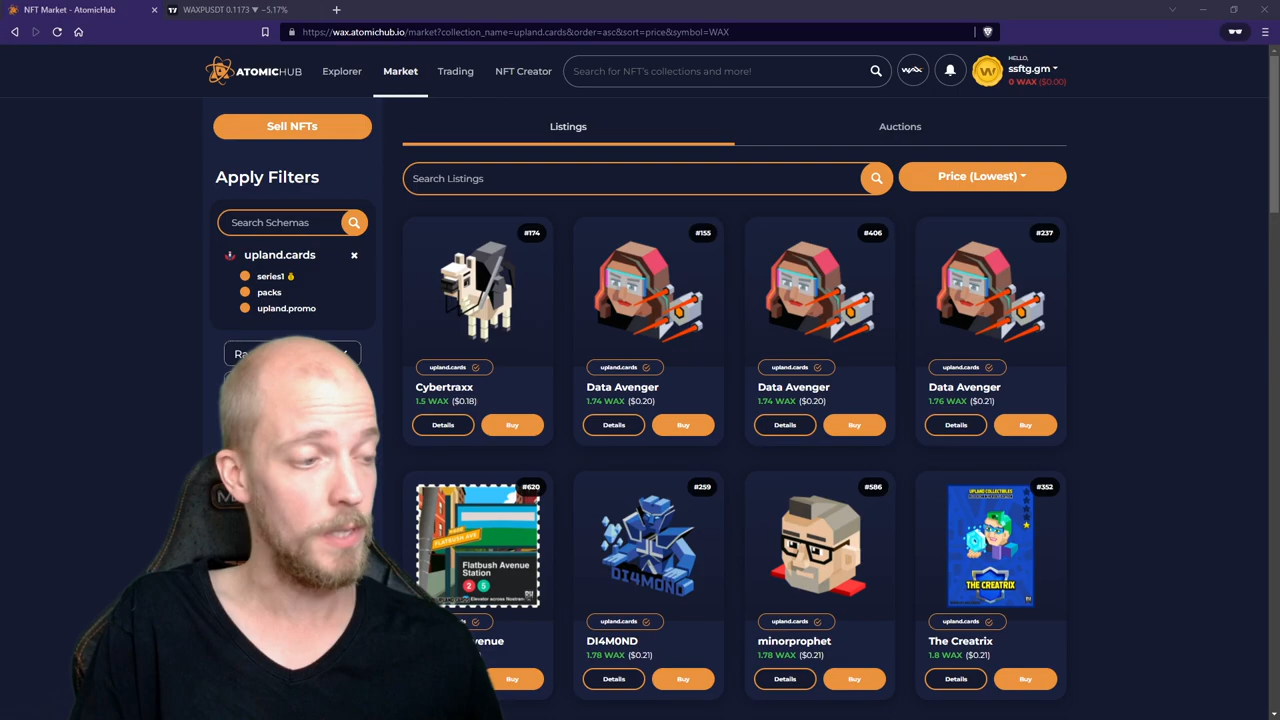 NFT Market - AtomicHub
WAXPUSDT 0.1173 ▼ −5.17%
https://wax.atomichub.io/market?collection_name=upland.cards&order=asc&sort=price&symbol=WAX
ATOMICHUB
Explorer
Market
Trading
NFT Creator
Search for NFT's collections and more!
HELLO,
ssftg.gm
0 WAX ($0.00)
Sell NFTs
Listings
Auctions
Apply Filters
Search Listings
Price (Lowest)
Search Schemas
upland.cards
series1
packs
upland.promo
#174
#155
#406
#237
upland.cards
upland.cards
upland.cards
upland.cards
Cybertraxx
Data Avenger
Data Avenger
Data Avenger
1.5 WAX ($0.18)
1.74 WAX ($0.20)
1.74 WAX ($0.20)
1.76 WAX ($0.21)
Details
Buy
Details
Buy
Details
Buy
Details
Buy
#620
#259
#586
#352
FLATBUSH AVE
Flatbush Avenue
Station
2 5
DI4MOND
UPLAND COLLECTIBLES
THE CREATRIX
upland.cards
upland.cards
upland.cards
DI4M0ND
minorprophet
The Creatrix
1.78 WAX ($0.21)
1.78 WAX ($0.21)
1.8 WAX ($0.21)
Buy
Details
Buy
Details
Buy
Details
Buy